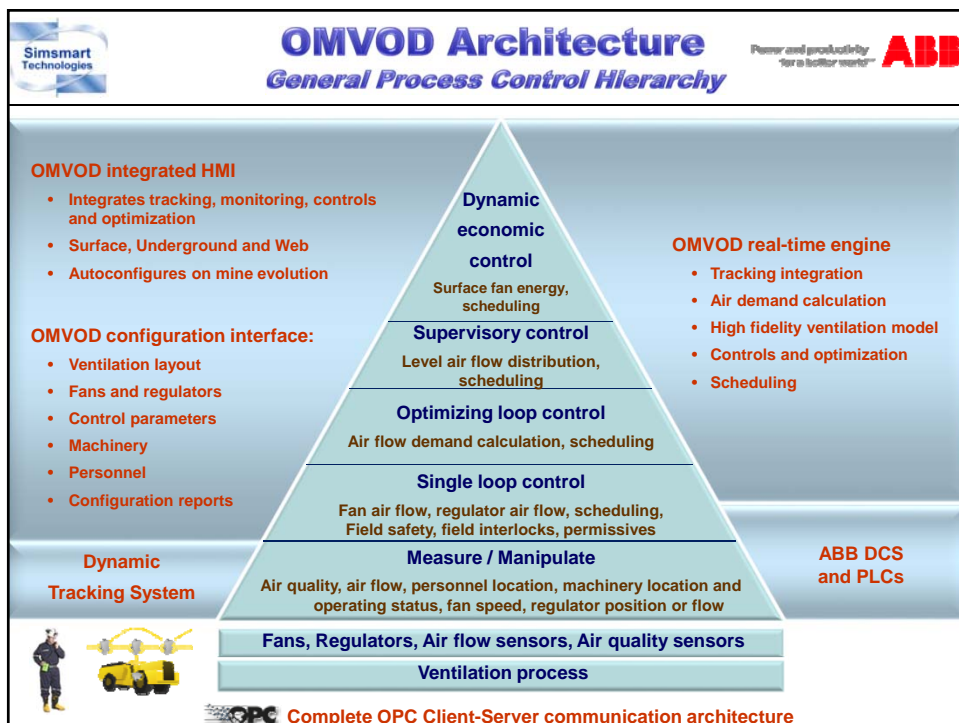 Simsmart
Technologies
OMVOD Architecture
General Process Control Hierarchy
Power and productivity
for a better world™
ABB
OMVOD integrated HMI
• Integrates tracking, monitoring, controls
and optimization
• Surface, Underground and Web
• Autoconfigures on mine evolution
OMVOD configuration interface:
• Ventilation layout
• Fans and regulators
• Control parameters
• Machinery
• Personnel
• Configuration reports
Dynamic
Tracking System
Dynamic
economic
control
Surface fan energy,
scheduling
Supervisory control
Level air flow distribution,
scheduling
Optimizing loop control
Air flow demand calculation, scheduling
Single loop control
Fan air flow, regulator air flow, scheduling,
Field safety, field interlocks, permissives
Measure / Manipulate
Air quality, air flow, personnel location, machinery location and
operating status, fan speed, regulator position or flow
OMVOD real-time engine
• Tracking integration
• Air demand calculation
• High fidelity ventilation model
• Controls and optimization
• Scheduling
ABB DCS
and PLCs
Fans, Regulators, Air flow sensors, Air quality sensors
Ventilation process
OPC Complete OPC Client-Server communication architecture